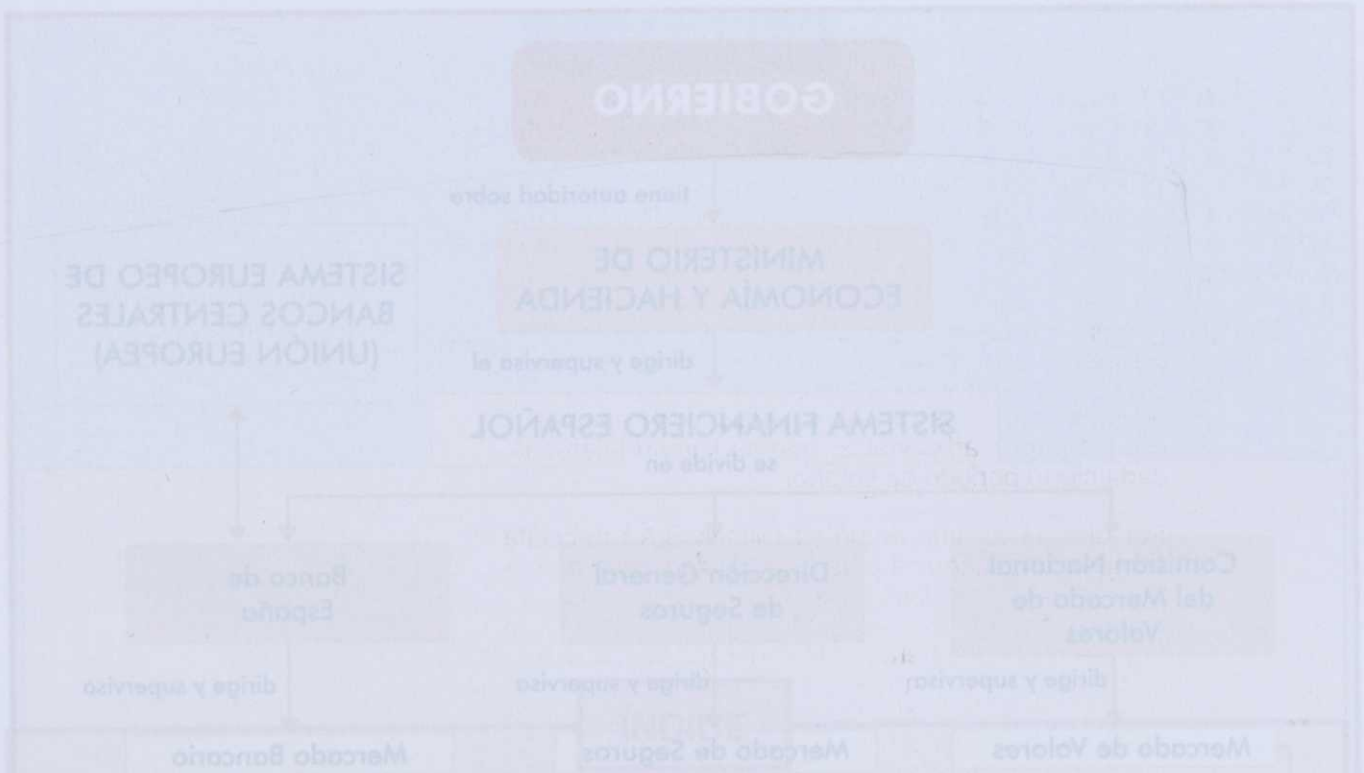 GOBIERNO
tiene autoridad sobre
MINISTERIO DE
ECONOMÍA Y HACIENDA
SISTEMA EUROPEO DE
BANCOS CENTRALES
(UNIÓN EUROPEA)
dirige y supervisa el
SISTEMA FINANCIERO ESPAÑOL
se divide en
Comisión Nacional
del Mercado de
Valores
Dirección General
de Seguros
Banco de
España
dirige y supervisa
dirige y supervisa
dirige y supervisa
Mercado de Valores
Mercado de Seguros
Mercado Bancario